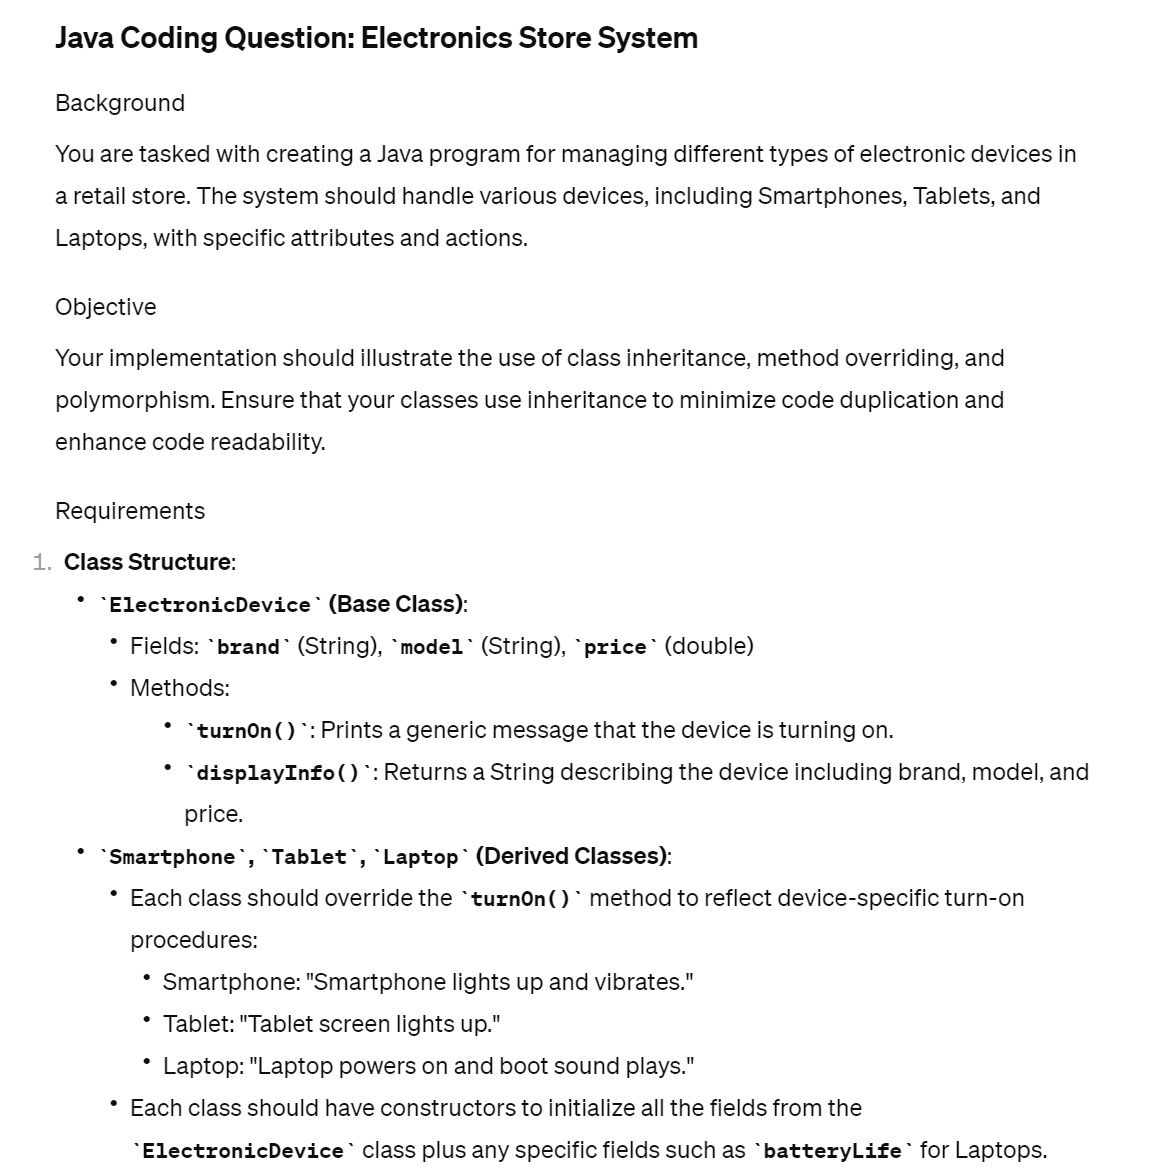 Java Coding Question: Electronics Store System
Background
You are tasked with creating a Java program for managing different types of electronic devices in
a retail store. The system should handle various devices, including Smartphones, Tablets, and
Laptops, with specific attributes and actions.
Objective
Your implementation should illustrate the use of class inheritance, method overriding, and
polymorphism. Ensure that your classes use inheritance to minimize code duplication and
enhance code readability.
Requirements
1. Class Structure:
• `ElectronicDevice` (Base Class):
• Fields: `brand` (String), `model` (String), `price` (double)
• Methods:
• `turnOn()`: Prints a generic message that the device is turning on.
• `displayInfo()`: Returns a String describing the device including brand, model, and
price.
• `Smartphone`, `Tablet`, `Laptop` (Derived Classes):
• Each class should override the `turnOn()` method to reflect device-specific turn-on
procedures:
• Smartphone: "Smartphone lights up and vibrates."
• Tablet: "Tablet screen lights up."
• Laptop: "Laptop powers on and boot sound plays."
• Each class should have constructors to initialize all the fields from the
`ElectronicDevice` class plus any specific fields such as `batteryLife` for Laptops.